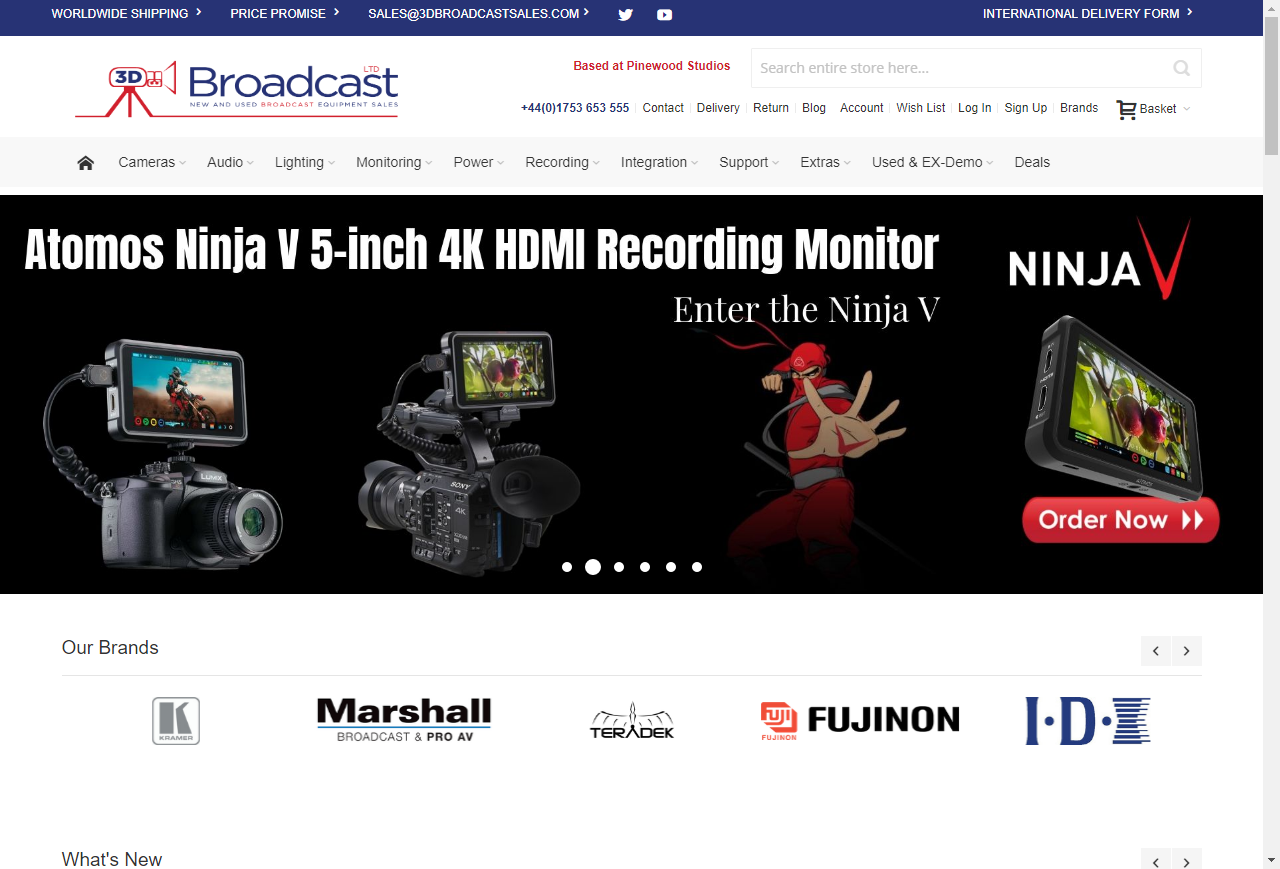 WORLDWIDE SHIPPING
PRICE PROMISE
SALES@3DBROADCASTSALES.COM
INTERNATIONAL DELIVERY FORM
3D Broadcast LTD
NEW AND USED BROADCAST EQUIPMENT SALES
Based at Pinewood Studios
Search entire store here...
+44(0)1753 653 555
Contact
Delivery
Return
Blog
Account
Wish List
Log In
Sign Up
Brands
Basket
Cameras
Audio
Lighting
Monitoring
Power
Recording
Integration
Support
Extras
Used & EX-Demo
Deals
Atomos Ninja V 5-inch 4K HDMI Recording Monitor
Enter the Ninja V
NINJA V
LUMIX
SONY
4K
Order Now
Our Brands
K
KRAMER
Marshall
BROADCAST & PRO AV
TERADEK
FUJI
FUJINON
FUJINON
I·D·X
What's New